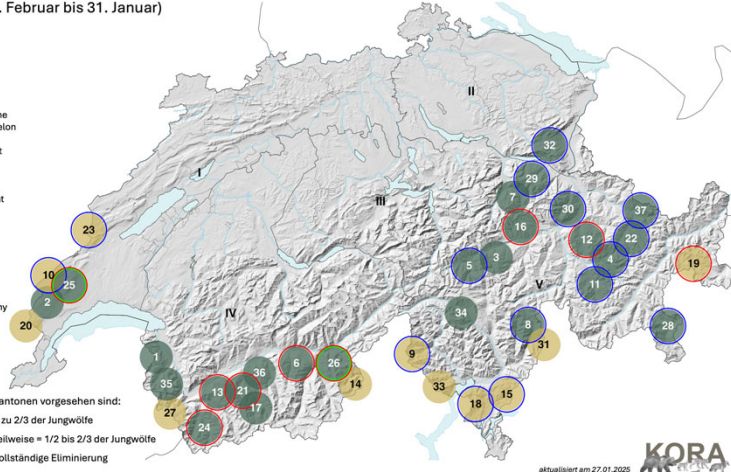 . Februar bis 31. Januar)
II
32
29
I
7
III
30
37
23
16
12
22
10
5
3
4
19
25
V
11
2
IV
34
20
8
28
1
9
31
6
26
36
35
14
13
21
33
15
27
17
18
24
ne
elon
t
ut
ny
antonen vorgesehen sind:
zu 2/3 der Jungwölfe
eilweise = 1/2 bis 2/3 der Jungwölfe
ollständige Eliminierung
aktualisiert am 27.01.2025
KORA